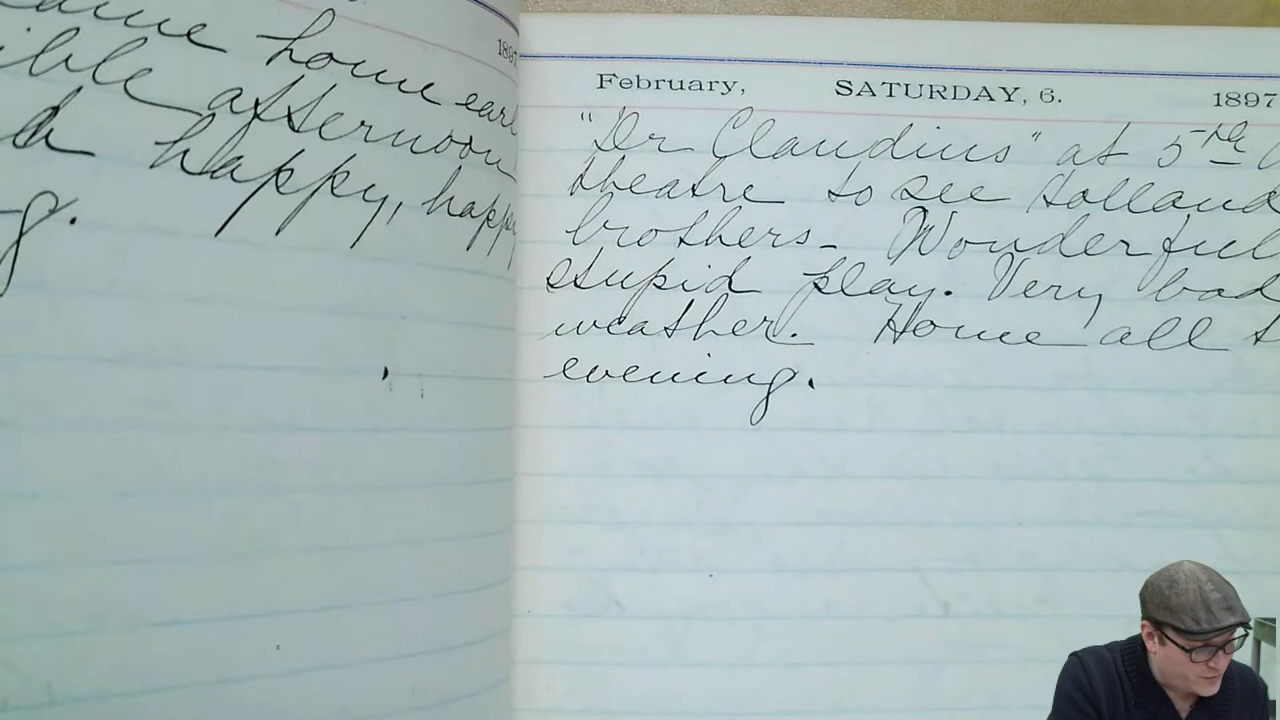 came home earl
ible afternoon
d a happy, happy
g.
1897
February, SATURDAY, 6. 1897
"Dr Claudius" at 5th A
theatre to see Holland
brothers - Wonderful
stupid play. Very bad
weather. Home all t
evening.